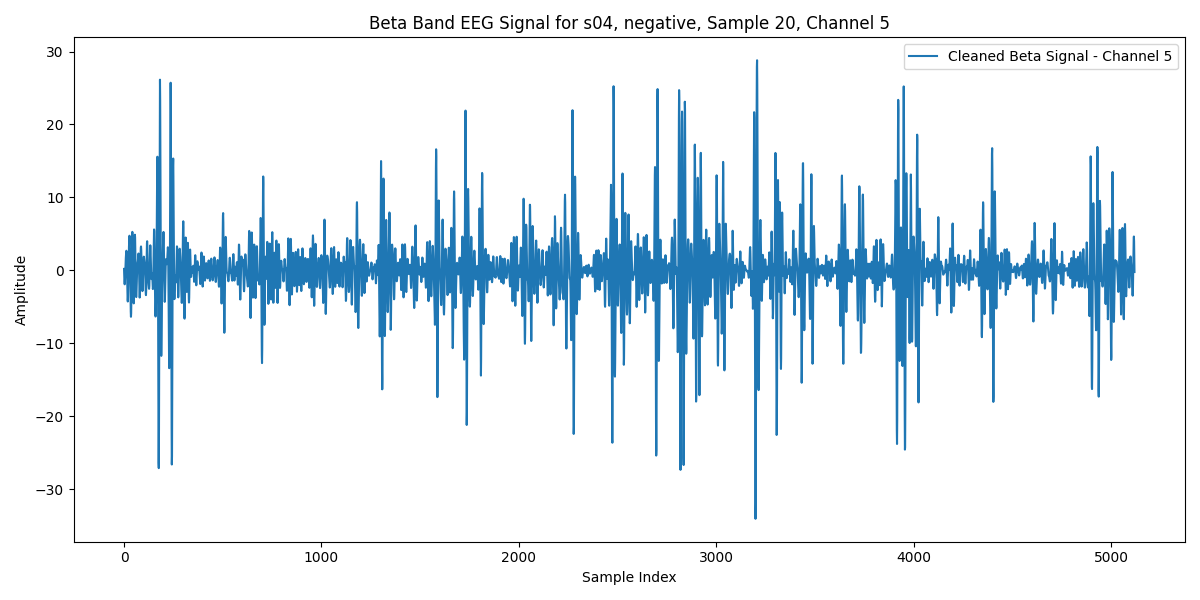 Beta Band EEG Signal for s04, negative, Sample 20, Channel 5
Cleaned Beta Signal - Channel 5
30
20
10
0
−10
−20
−30
Amplitude
0 1000 2000 3000 4000 5000
Sample Index